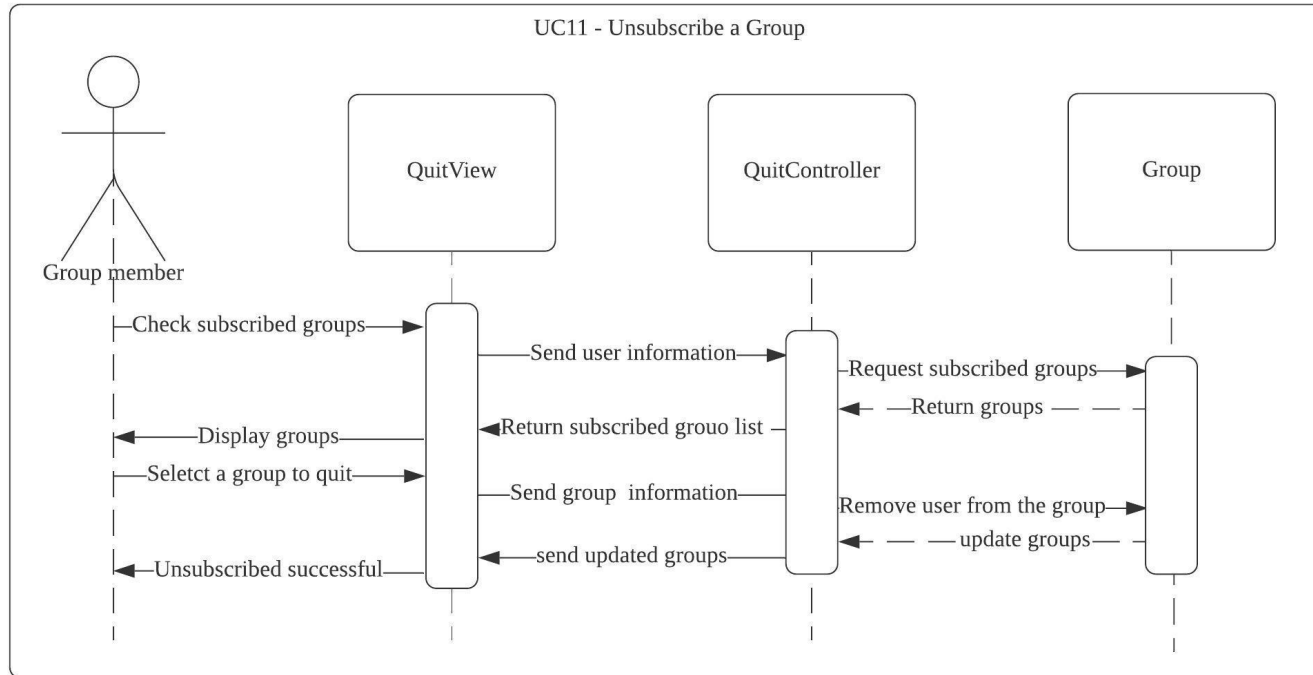 UC11 - Unsubscribe a Group
QuitView
QuitController
Group
Group member
Check subscribed groups
Send user information
Request subscribed groups
Return groups
Return subscribed grouo list
Display groups
Seletct a group to quit
Send group information
Remove user from the group
update groups
send updated groups
Unsubscribed successful